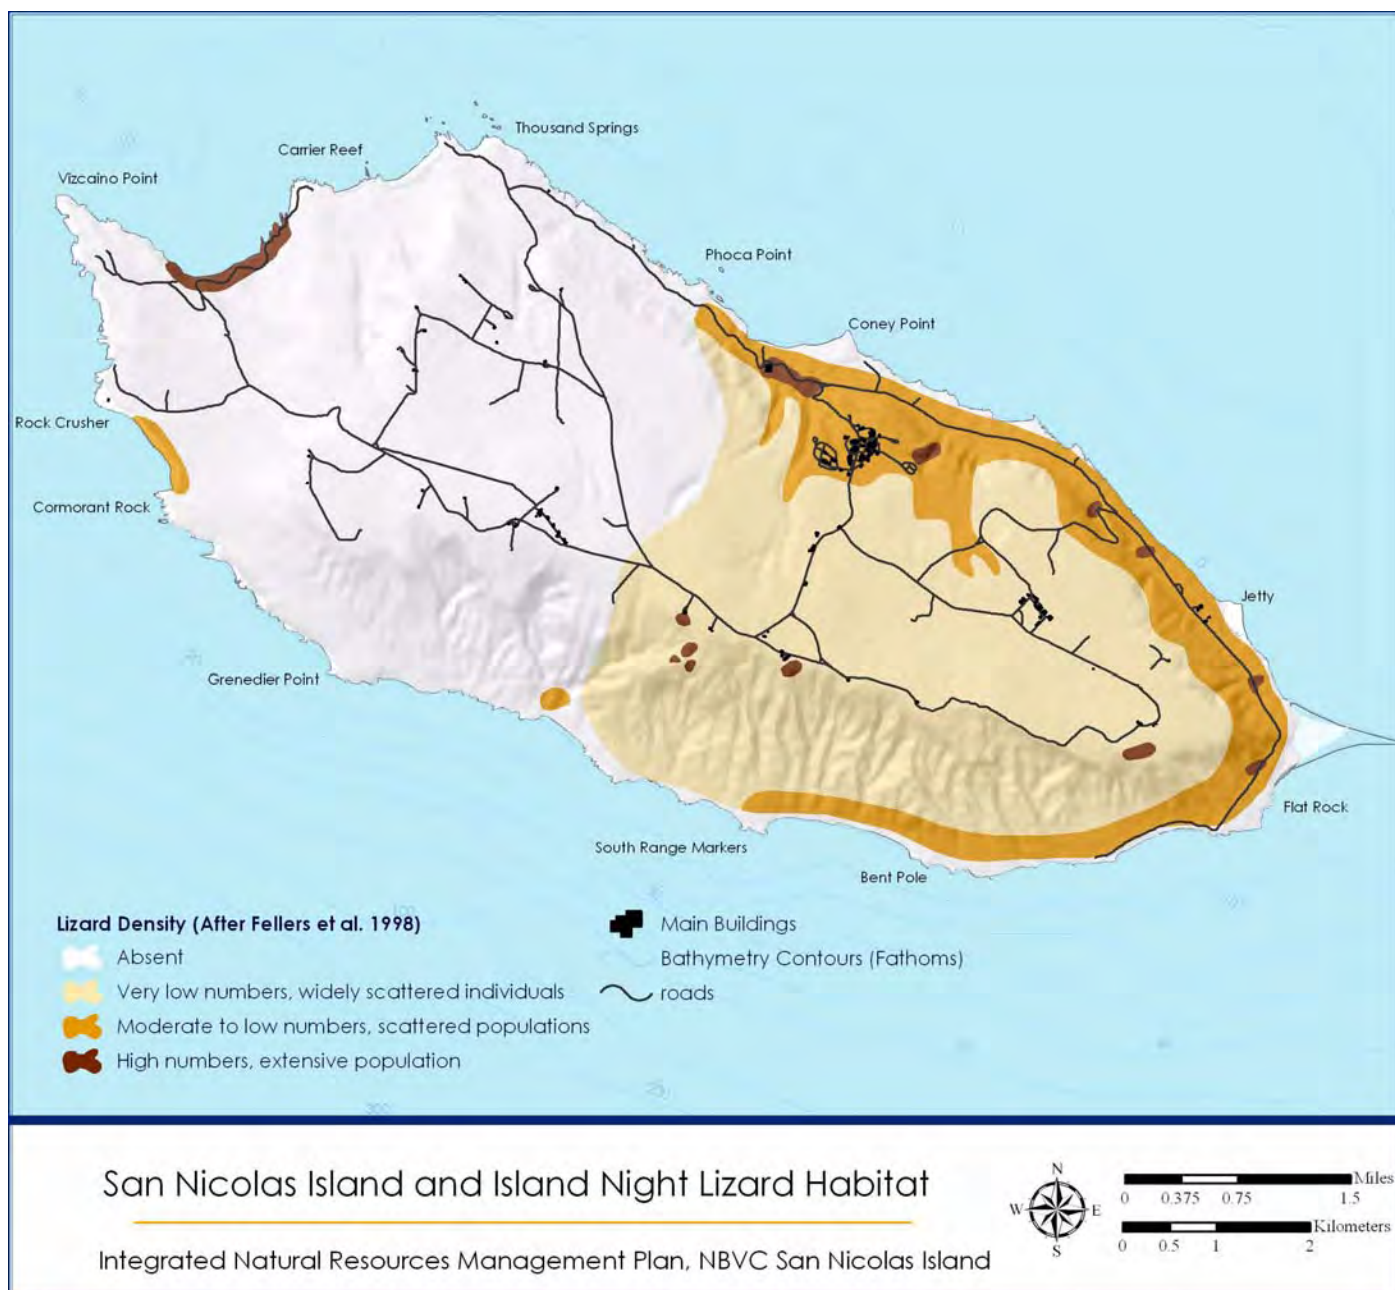 Thousand Springs
Carrier Reef
Vizcaino Point
Phoca Point
Coney Point
Rock Crusher
Cormorant Rock
Jetty
Grenedier Point
Flat Rock
South Range Markers
Bent Pole
Lizard Density (After Fellers et al. 1998)
Absent
Very low numbers, widely scattered individuals
Moderate to low numbers, scattered populations
High numbers, extensive population
Main Buildings
Bathymetry Contours (Fathoms)
roads
300
San Nicolas Island and Island Night Lizard Habitat
Integrated Natural Resources Management Plan, NBVC San Nicolas Island
N
W E
S
Miles
0 0.375 0.75 1.5
Kilometers
0 0.5 1 2